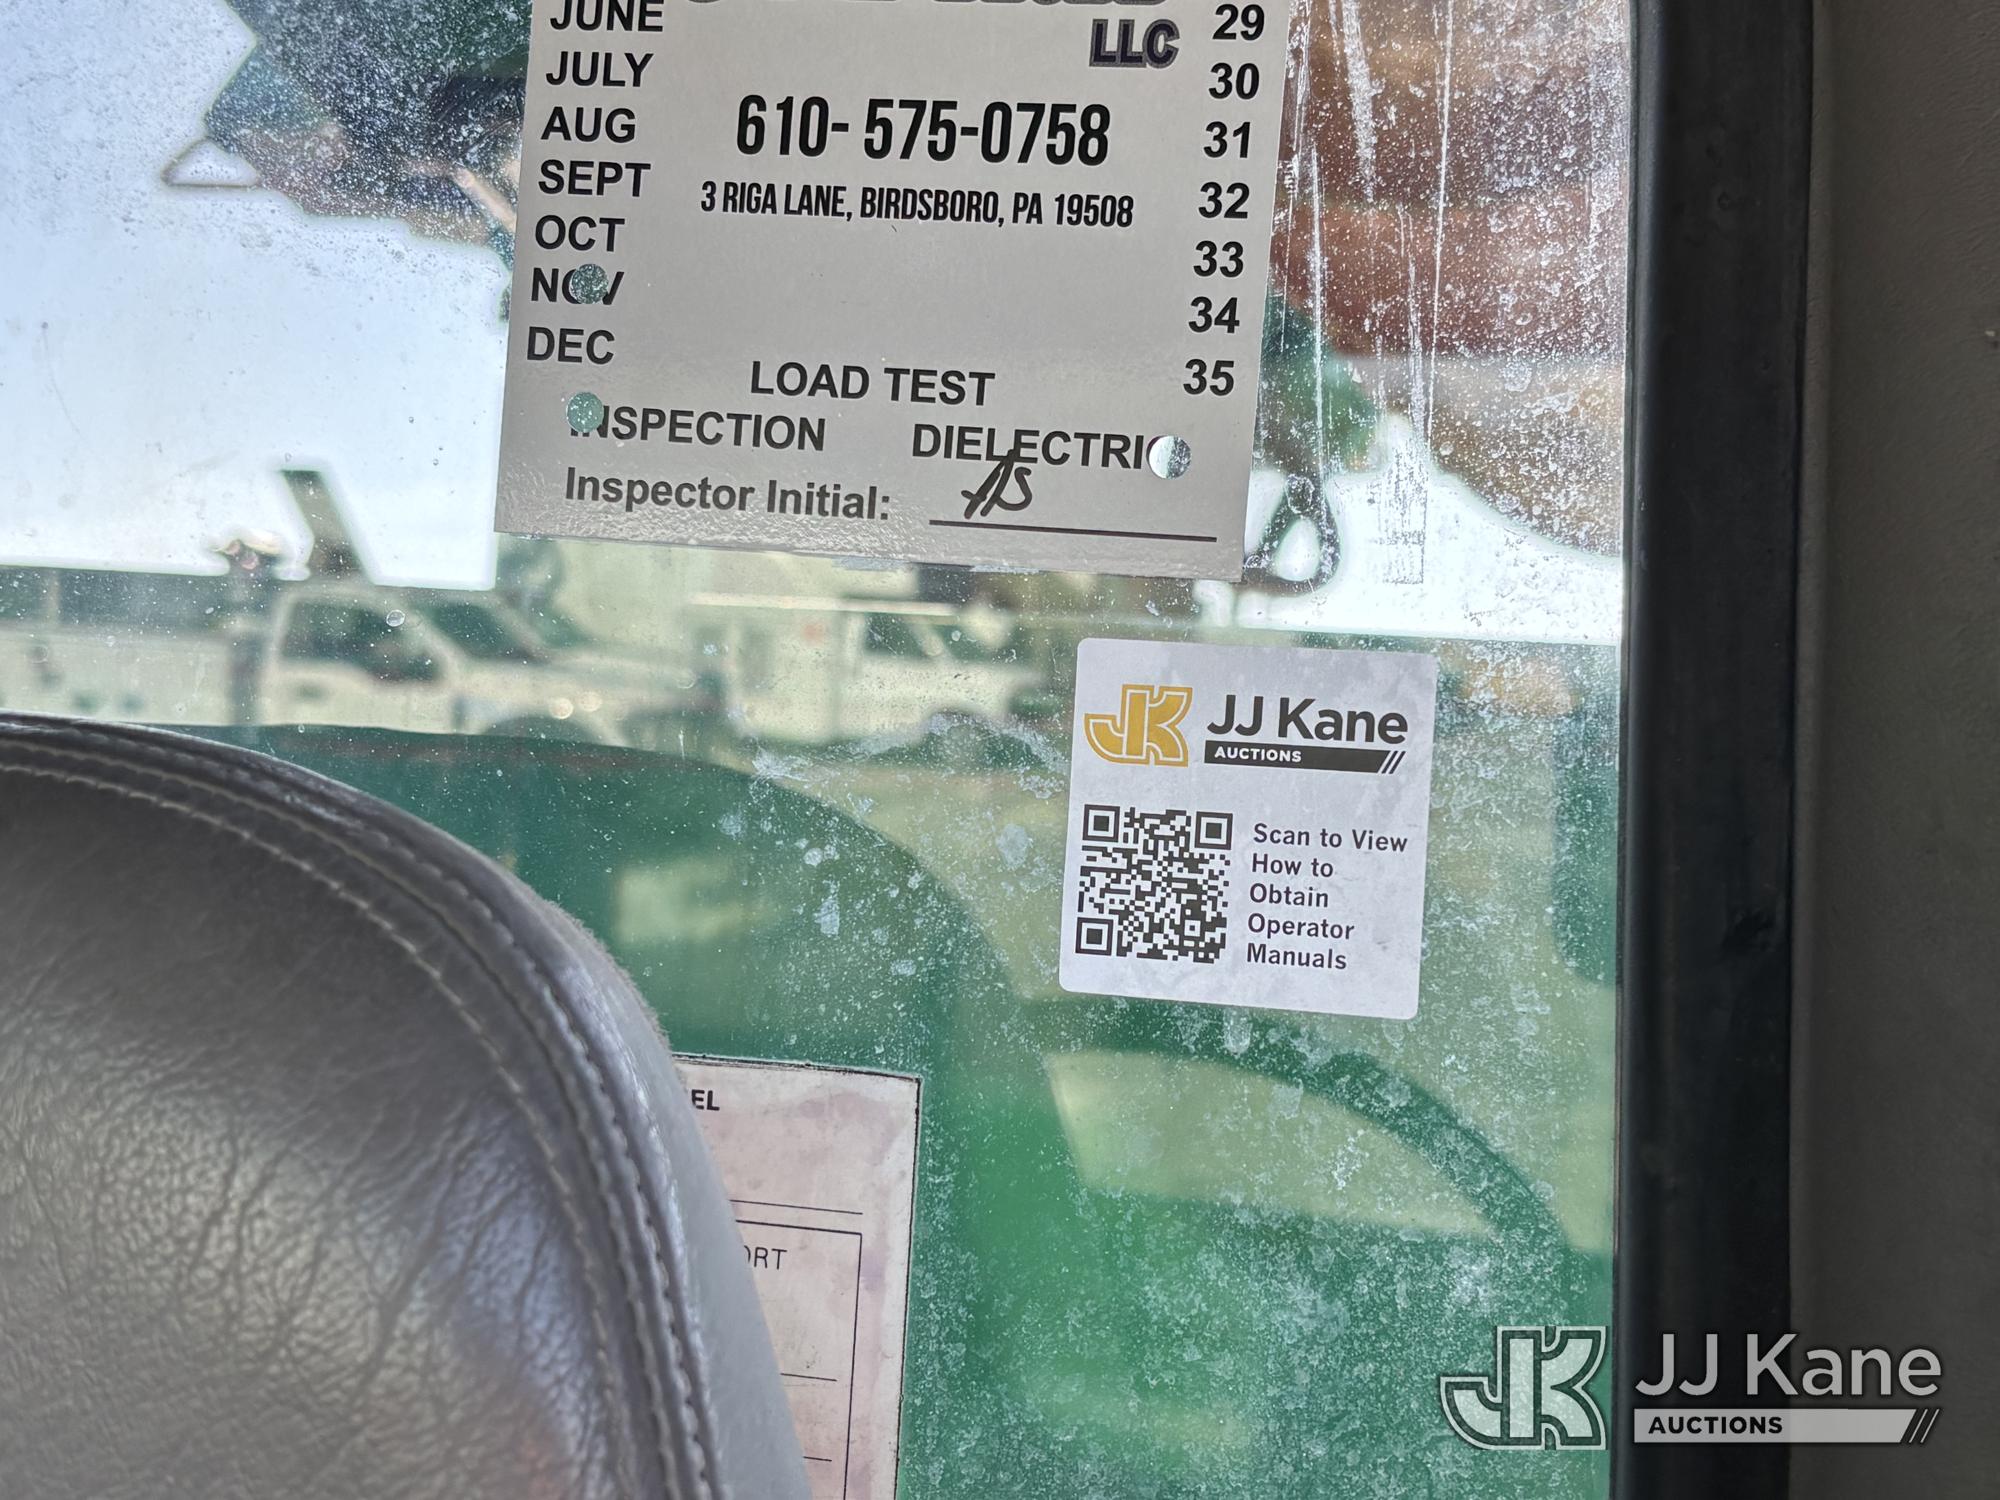 JUNE
JULY
AUG
SEPT
OCT
NOV
DEC
LLC
610- 575-0758
3 RIGA LANE, BIRDSBORO, PA 19508
29
30
31
32
33
34
35
LOAD TEST
INSPECTION DIELECTRIC
Inspector Initial: AS
JJ Kane
AUCTIONS
Scan to View
How to
Obtain
Operator
Manuals
JJ Kane
AUCTIONS